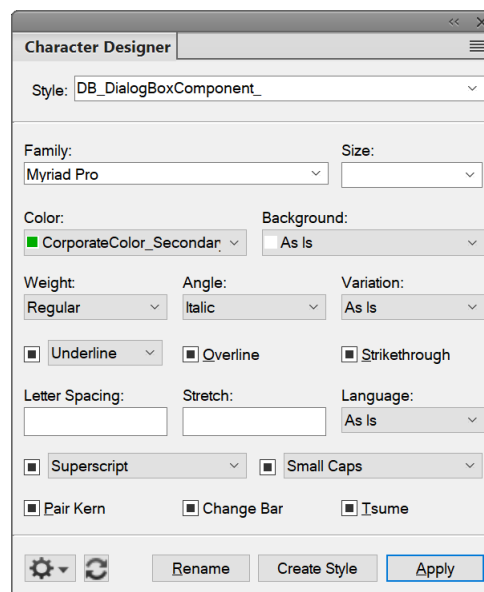 Character Designer
Style: DB_DialogBoxComponent_
Family: Size:
Myriad Pro
Color: Background:
CorporateColor_Secondar As Is
Weight: Angle: Variation:
Regular Italic As Is
Underline Overline Strikethrough
Letter Spacing: Stretch: Language:
As Is
Superscript Small Caps
Pair Kern Change Bar Tsume
Rename Create Style Apply